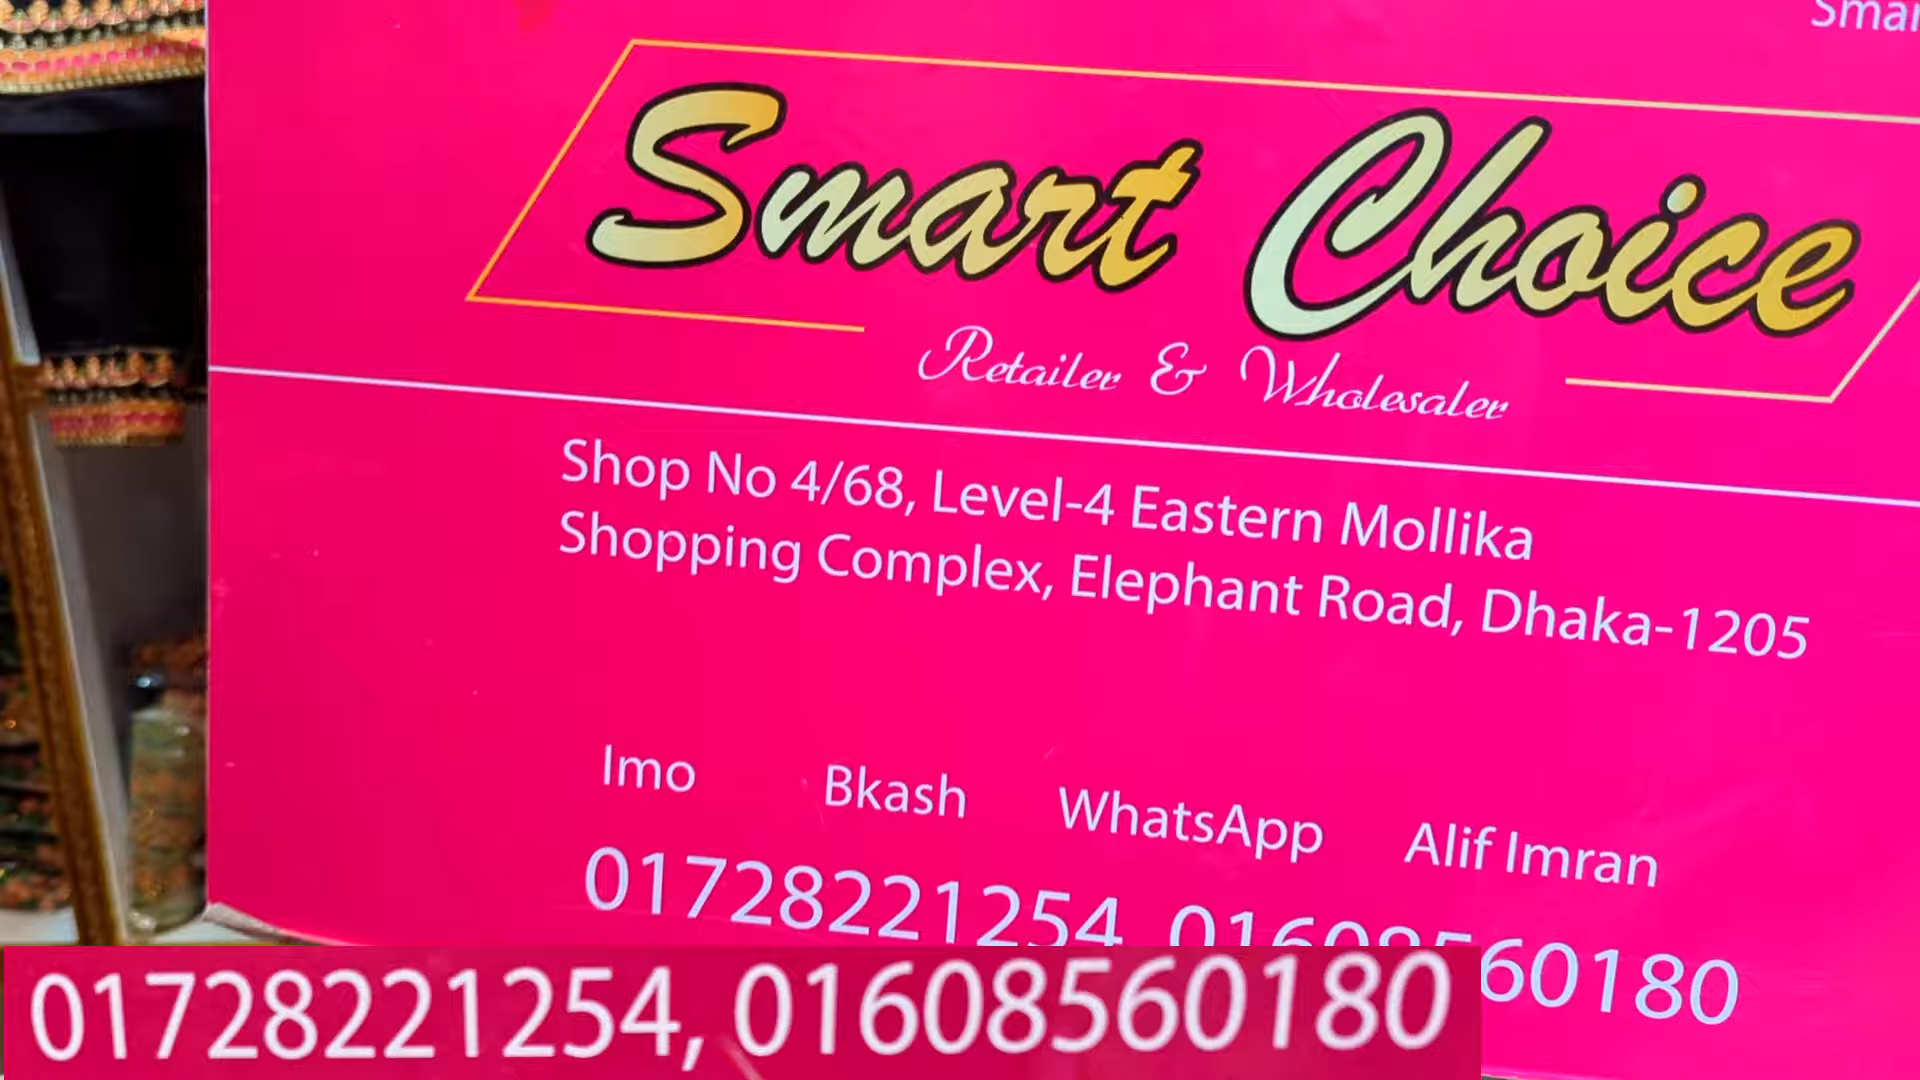 Smart Choice
Retailer & Wholesaler
Shop No 4/68, Level-4 Eastern Mollika
Shopping Complex, Elephant Road, Dhaka-1205
Imo Bkash WhatsApp Alif Imran
01728221254, 01608560180
01728221254, 01608560180